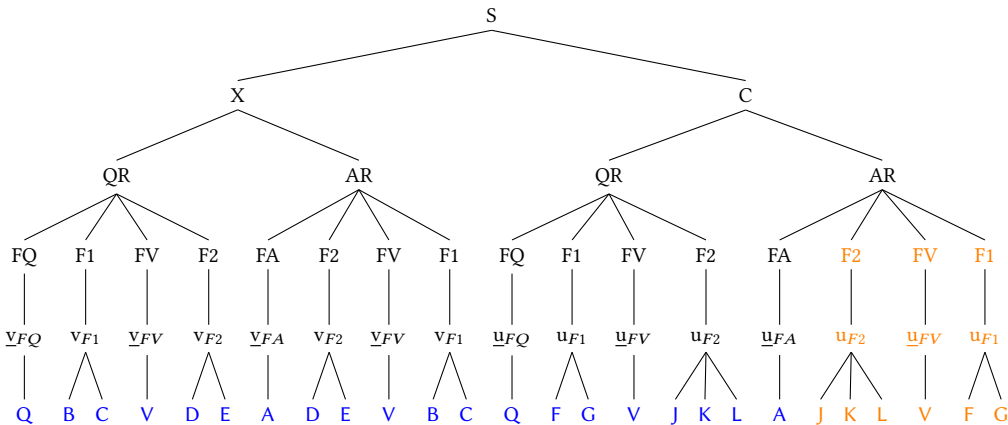 S
X C
QR AR QR AR
FQ F1 FV F2 FA F2 FV F1 FQ F1 FV F2 FA F2 FV F1
v_FQ v_F1 v_FV v_F2 v_FA v_F2 v_FV v_F1 u_FQ u_F1 u_FV u_F2 u_FA u_F2 u_FV u_F1
Q B C V D E A D E V B C Q F G V J K L A J K L V F G